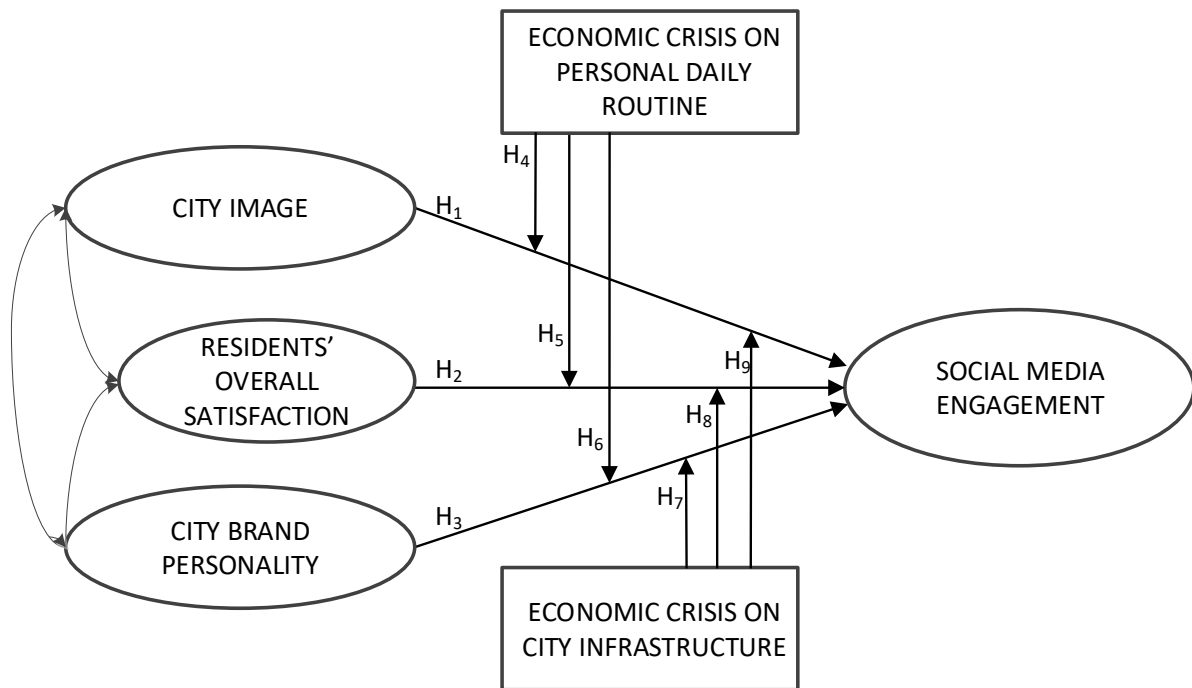 ECONOMIC CRISIS ON
PERSONAL DAILY
ROUTINE
H₄
CITY IMAGE
H₁
H₅
H₉
RESIDENTS’
OVERALL
SATISFACTION
H₂
SOCIAL MEDIA
ENGAGEMENT
H₈
H₆
H₇
H₃
CITY BRAND
PERSONALITY
ECONOMIC CRISIS ON
CITY INFRASTRUCTURE